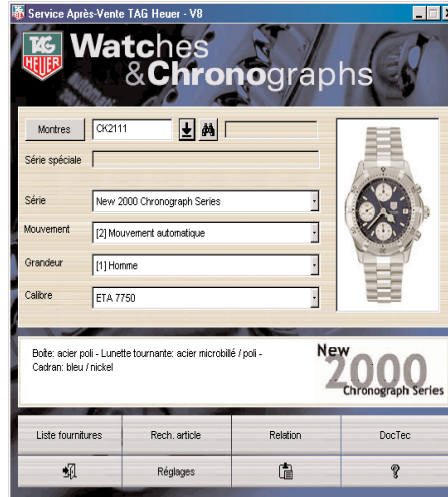 Service Après-Vente TAG Heuer - V8
TAG
HEUER
Watches
&Chronographs
Montres
CK2111
Série spéciale
Série
New 2000 Chronograph Series
Mouvement
[2] Mouvement automatique
Grandeur
[1] Homme
Calibre
ETA 7750
Boîte: acier poli - Lunette tournante: acier microbillé / poli -
Cadran: bleu / nickel
New
2000
Chronograph Series
Liste fournitures
Rech. article
Relation
DocTec
Réglages
?